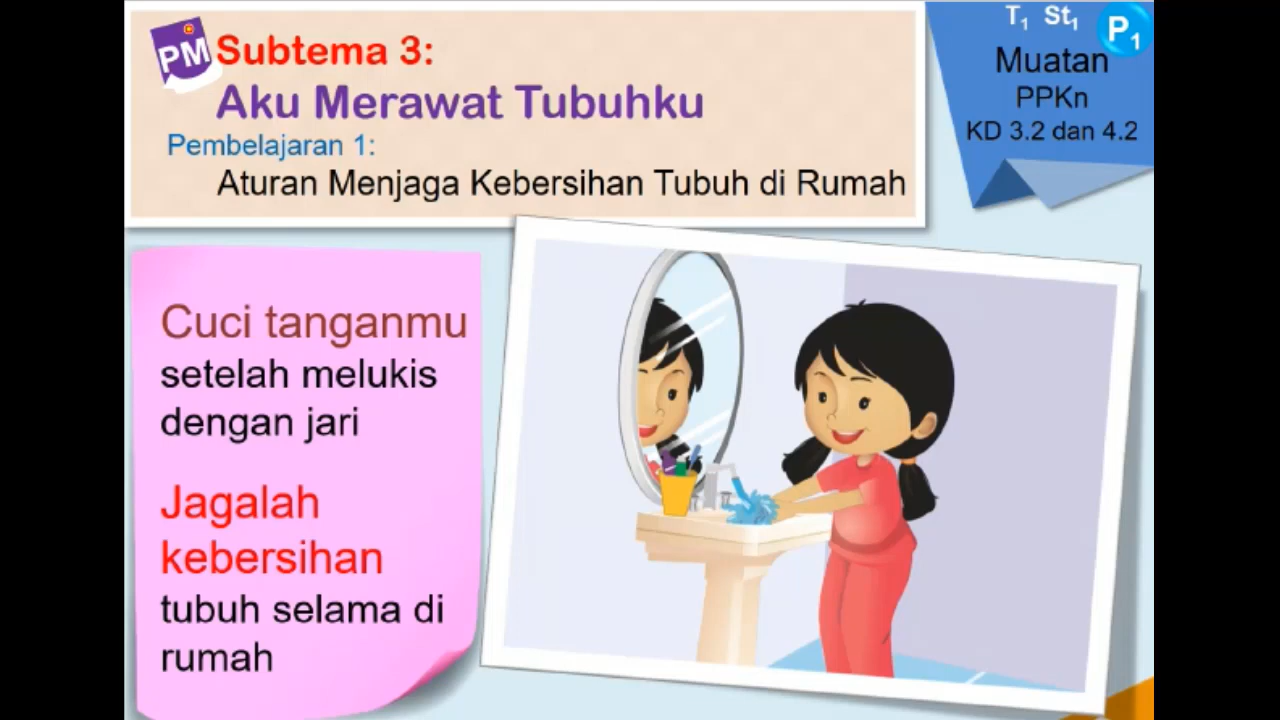 PM
Subtema 3:
Aku Merawat Tubuhku
Pembelajaran 1:
Aturan Menjaga Kebersihan Tubuh di Rumah
T1 St1 P1
Muatan
PPKn
KD 3.2 dan 4.2
Cuci tanganmu
setelah melukis
dengan jari
Jagalah
kebersihan
tubuh selama di
rumah